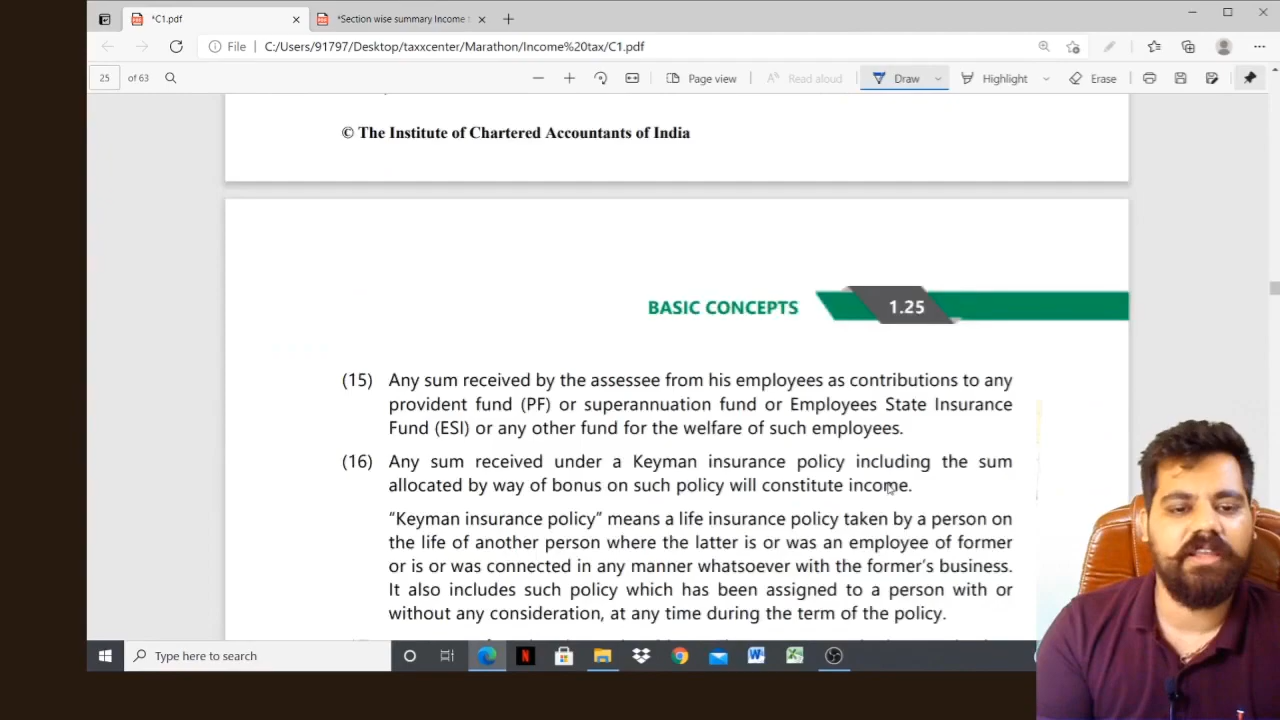 *C1.pdf
*Section wise summary Income
File
C:/Users/91797/Desktop/taxxcenter/Marathon/Income%20tax/C1.pdf
25 of 63
Page view
Read aloud
Draw
Highlight
Erase
© The Institute of Chartered Accountants of India
BASIC CONCEPTS
1.25
(15) Any sum received by the assessee from his employees as contributions to any
provident fund (PF) or superannuation fund or Employees State Insurance
Fund (ESI) or any other fund for the welfare of such employees.
(16) Any sum received under a Keyman insurance policy including the sum
allocated by way of bonus on such policy will constitute income.
“Keyman insurance policy” means a life insurance policy taken by a person on
the life of another person where the latter is or was an employee of former
or is or was connected in any manner whatsoever with the former’s business.
It also includes such policy which has been assigned to a person with or
without any consideration, at any time during the term of the policy.
Type here to search